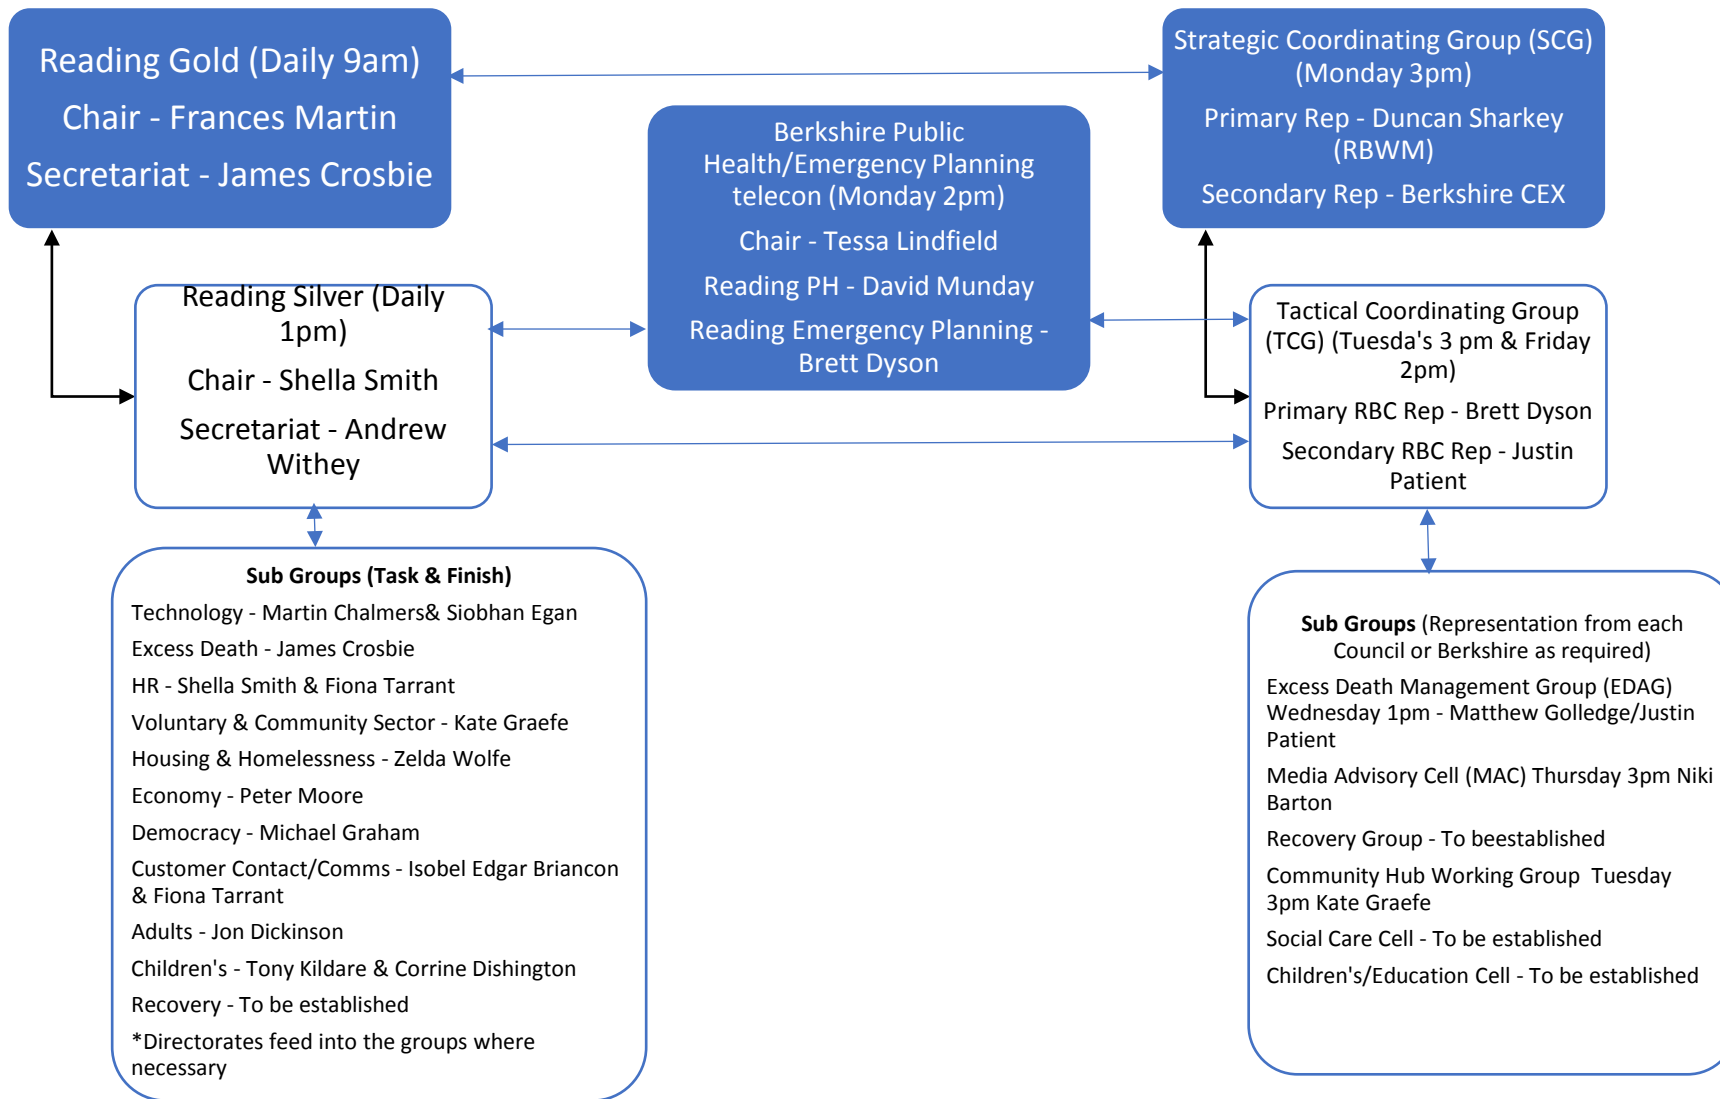 Reading Gold (Daily 9am)
Chair - Frances Martin
Secretariat - James Crosbie
Strategic Coordinating Group (SCG)
(Monday 3pm)
Primary Rep - Duncan Sharkey
(RBWM)
Secondary Rep - Berkshire CEX
Berkshire Public
Health/Emergency Planning
telecon (Monday 2pm)
Chair - Tessa Lindfield
Reading PH - David Munday
Reading Emergency Planning -
Brett Dyson
Reading Silver (Daily
1pm)
Chair - Shella Smith
Secretariat - Andrew
Withey
Tactical Coordinating Group
(TCG) (Tuesda's 3 pm & Friday
2pm)
Primary RBC Rep - Brett Dyson
Secondary RBC Rep - Justin
Patient
Sub Groups (Task & Finish)
Technology - Martin Chalmers& Siobhan Egan
Excess Death - James Crosbie
HR - Shella Smith & Fiona Tarrant
Voluntary & Community Sector - Kate Graefe
Housing & Homelessness - Zelda Wolfe
Economy - Peter Moore
Democracy - Michael Graham
Customer Contact/Comms - Isobel Edgar Briancon
& Fiona Tarrant
Adults - Jon Dickinson
Children's - Tony Kildare & Corrine Dishington
Recovery - To be established
*Directorates feed into the groups where
necessary
Sub Groups (Representation from each
Council or Berkshire as required)
Excess Death Management Group (EDAG)
Wednesday 1pm - Matthew Golledge/Justin
Patient
Media Advisory Cell (MAC) Thursday 3pm Niki
Barton
Recovery Group - To beestablished
Community Hub Working Group  Tuesday
3pm Kate Graefe
Social Care Cell - To be established
Children's/Education Cell - To be established